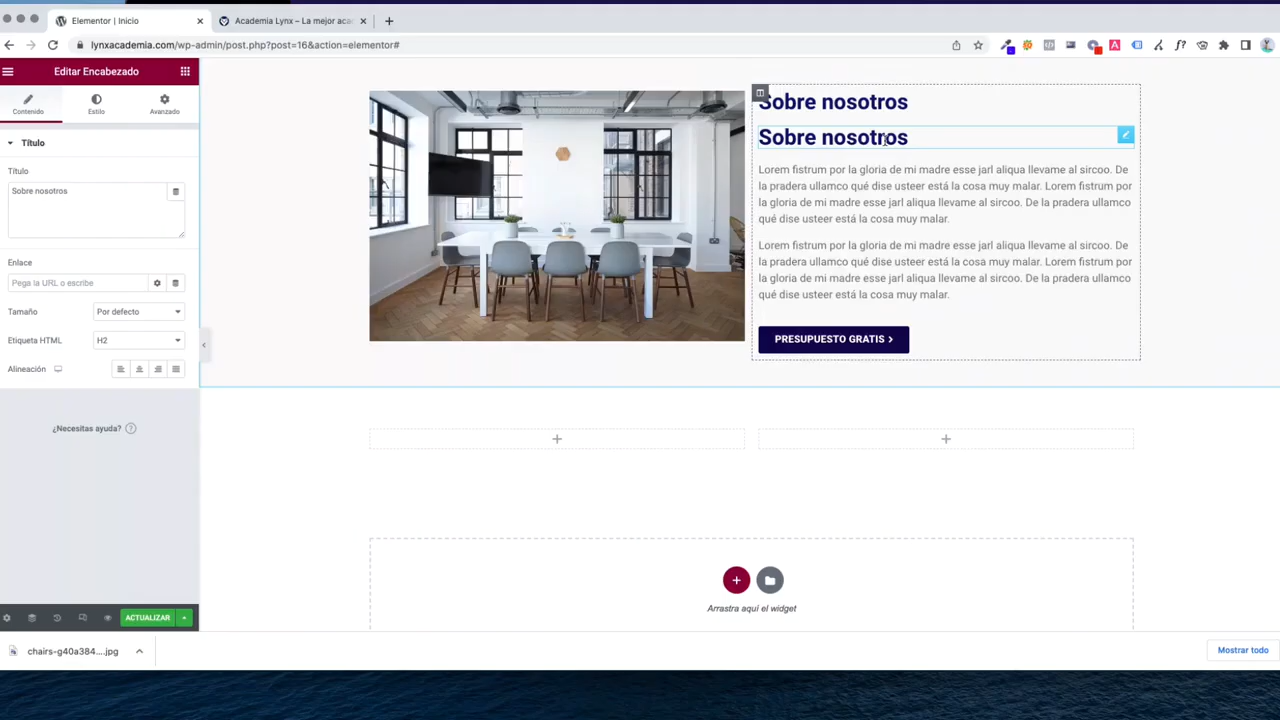 Elementor | Inicio
Academia Lynx – La mejor aca
lynxacademia.com/wp-admin/post.php?post=16&action=elementor#
Editar Encabezado
Contenido
Estilo
Avanzado
Título
Título
Sobre nosotros
Enlace
Pega la URL o escribe
Tamaño
Por defecto
Etiqueta HTML
H2
Alineación
¿Necesitas ayuda?
ACTUALIZAR
Sobre nosotros
Sobre nosotros
Lorem fistrum por la gloria de mi madre esse jarl aliqua llevame al sircoo. De
la pradera ullamco qué dise usteer está la cosa muy malar. Lorem fistrum por
la gloria de mi madre esse jarl aliqua llevame al sircoo. De la pradera ullamco
qué dise usteer está la cosa muy malar.
Lorem fistrum por la gloria de mi madre esse jarl aliqua llevame al sircoo. De
la pradera ullamco qué dise usteer está la cosa muy malar. Lorem fistrum por
la gloria de mi madre esse jarl aliqua llevame al sircoo. De la pradera ullamco
qué dise usteer está la cosa muy malar.
PRESUPUESTO GRATIS
Arrastra aquí el widget
chairs-g40a384....jpg
Mostrar todo